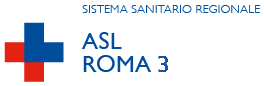 SISTEMA SANITARIO REGIONALE
ASL
ROMA 3